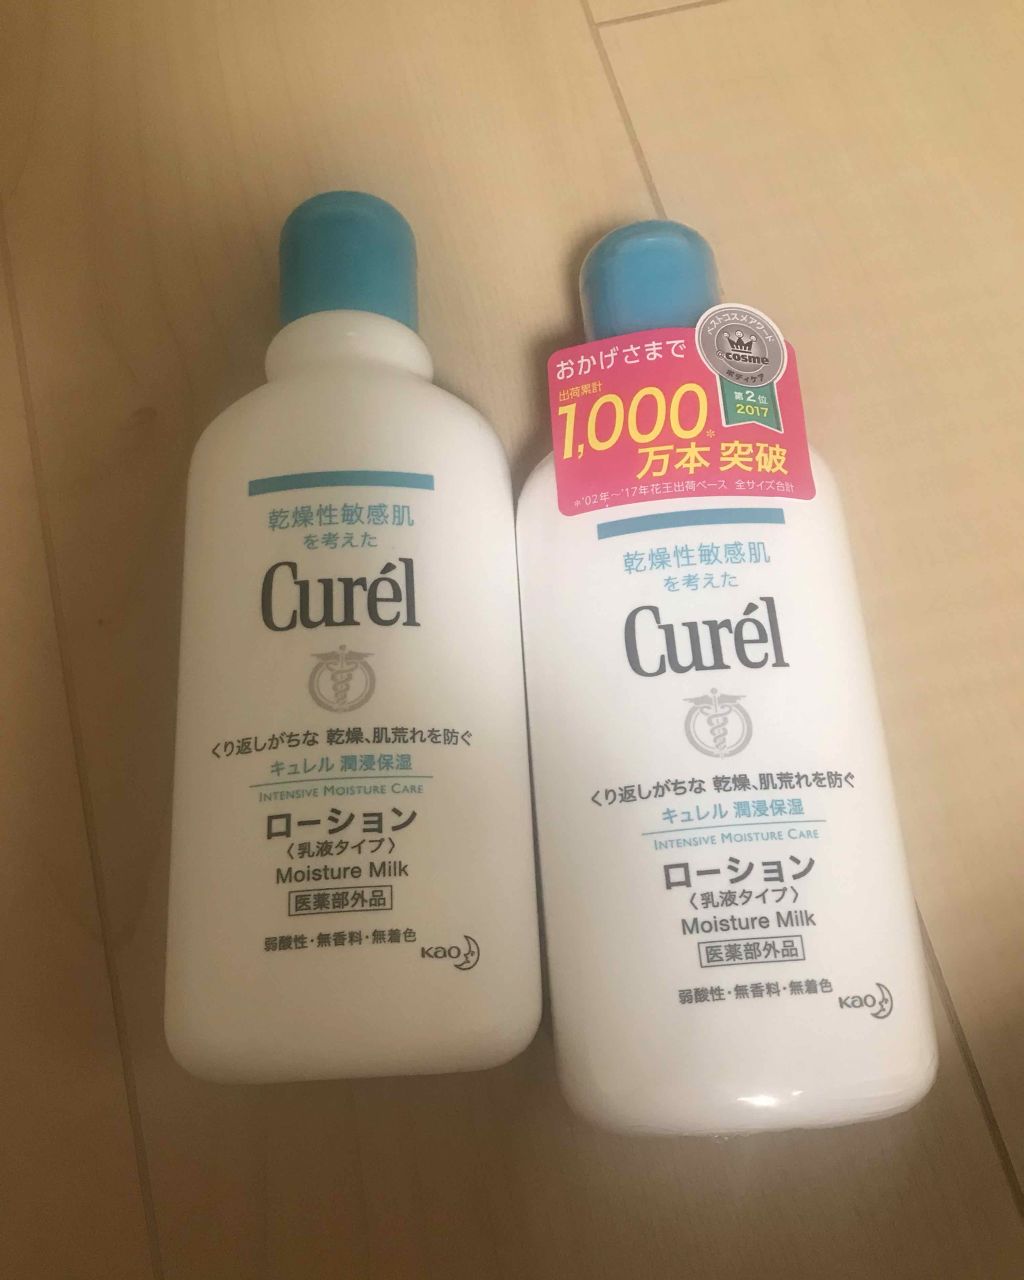 乾燥性敏感肌
を考えた
Curél
くり返しがちな 乾燥、肌荒れを防ぐ
キュレル 潤浸保湿
INTENSIVE MOISTURE CARE
ローション
〈乳液タイプ〉
Moisture Milk
医薬部外品
弱酸性・無香料・無着色
Kao
おかげさまで
出荷累計
1,000*
万本 突破
*'02年〜'17年花王出荷ベース 全サイズ合計
ベストコスメアワード
@cosme
ボディケア
第2位
2017
乾燥性敏感肌
を考えた
Curél
くり返しがちな 乾燥、肌荒れを防ぐ
キュレル 潤浸保湿
INTENSIVE MOISTURE CARE
ローション
〈乳液タイプ〉
Moisture Milk
医薬部外品
弱酸性・無香料・無着色
Kao